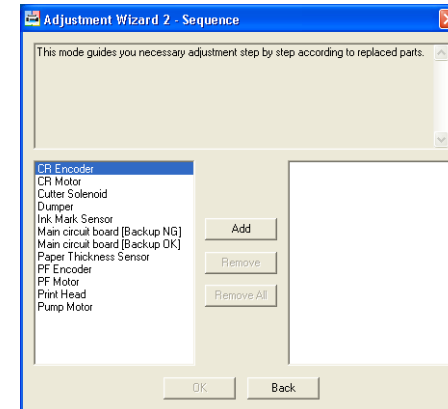 Adjustment Wizard 2 - Sequence
This mode guides you necessary adjustment step by step according to replaced parts.
CR Encoder
CR Motor
Cutter Solenoid
Dumper
Ink Mark Sensor
Main circuit board [Backup NG]
Main circuit board [Backup OK]
Paper Thickness Sensor
PF Encoder
PF Motor
Print Head
Pump Motor
Add
Remove
Remove All
OK
Back